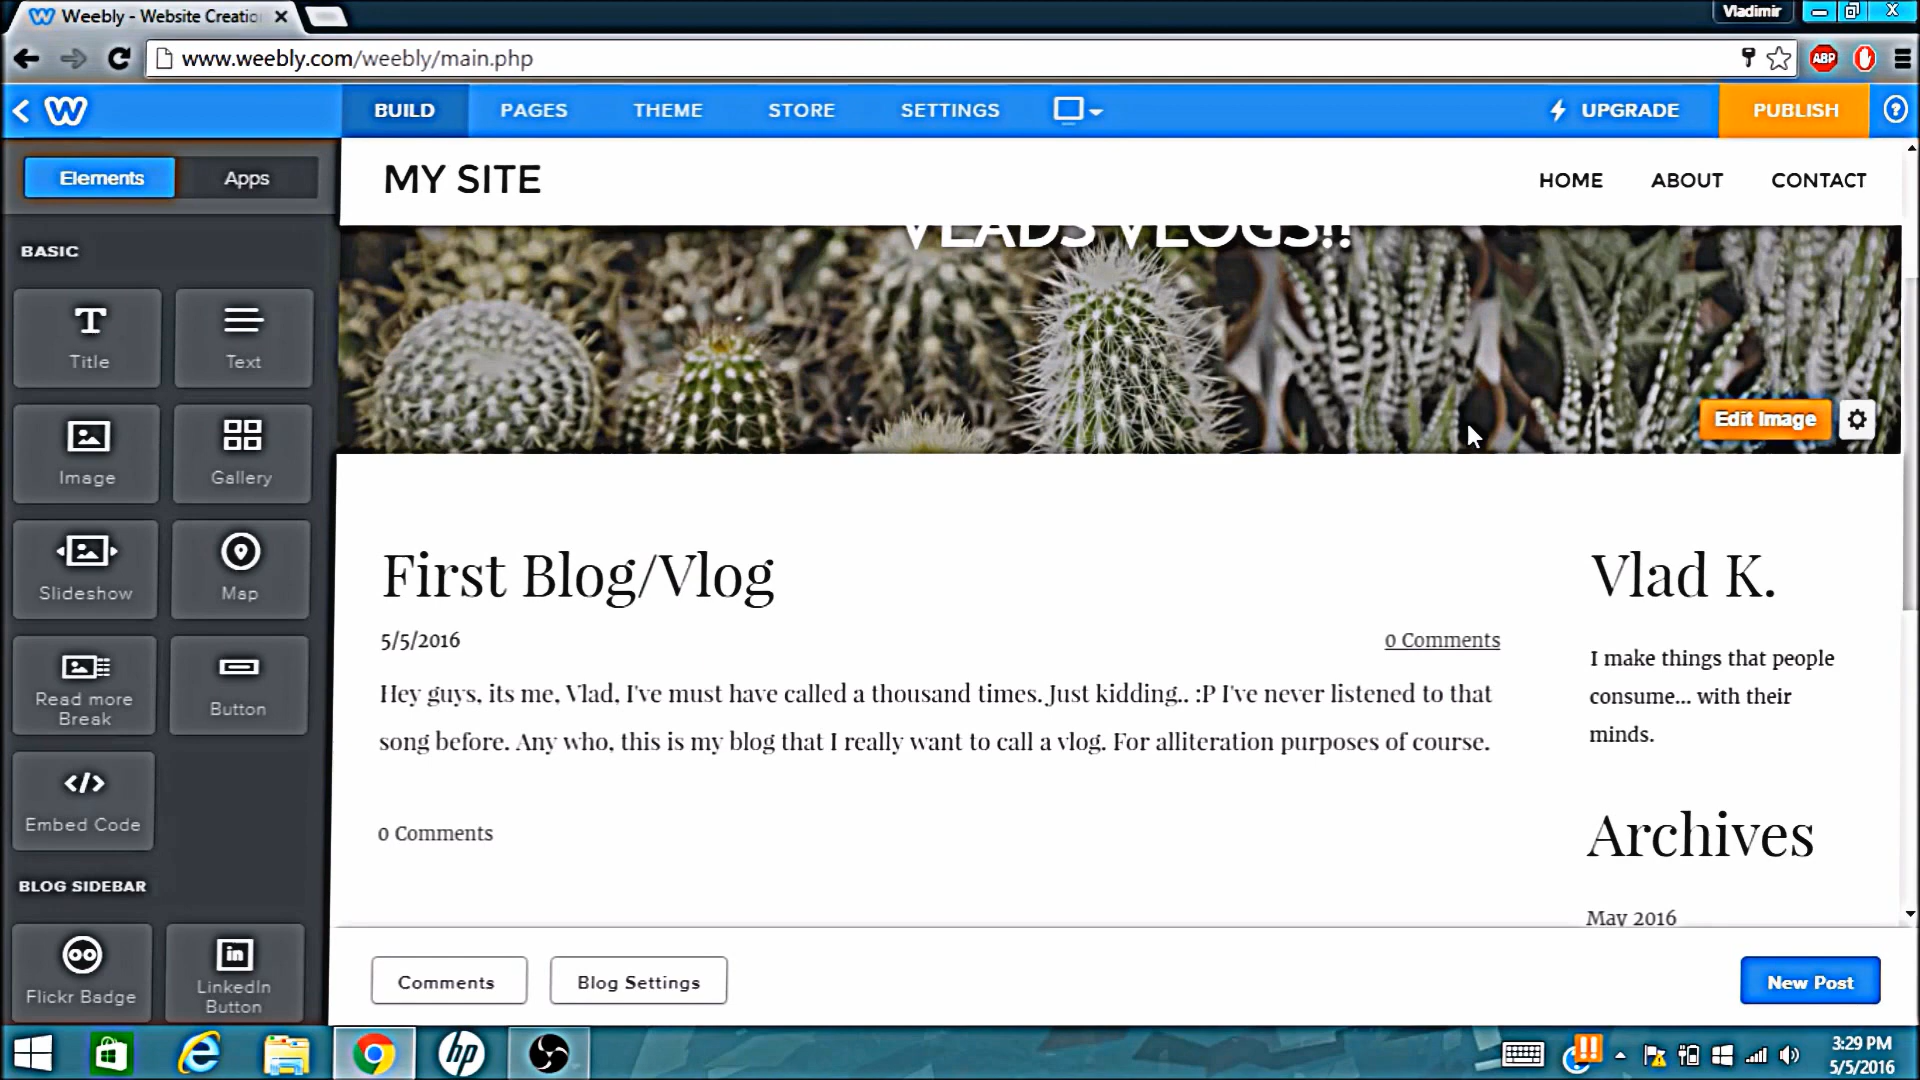 Weebly - Website Creatio
Vladimir
www.weebly.com/weebly/main.php
ABP
BUILD
PAGES
THEME
STORE
SETTINGS
UPGRADE
PUBLISH
?
Elements
Apps
MY SITE
HOME
ABOUT
CONTACT
VLADS VLOGS!!
BASIC
Title
Text
Image
Gallery
Edit Image
Slideshow
Map
First Blog/Vlog
Vlad K.
5/5/2016
0 Comments
I make things that people
consume... with their
minds.
Read more
Break
Button
Hey guys, its me, Vlad, I've must have called a thousand times. Just kidding.. :P I've never listened to that
song before. Any who, this is my blog that I really want to call a vlog. For alliteration purposes of course.
Embed Code
0 Comments
Archives
May 2016
BLOG SIDEBAR
Flickr Badge
in
LinkedIn
Button
Comments
Blog Settings
New Post
hp
3:29 PM
5/5/2016